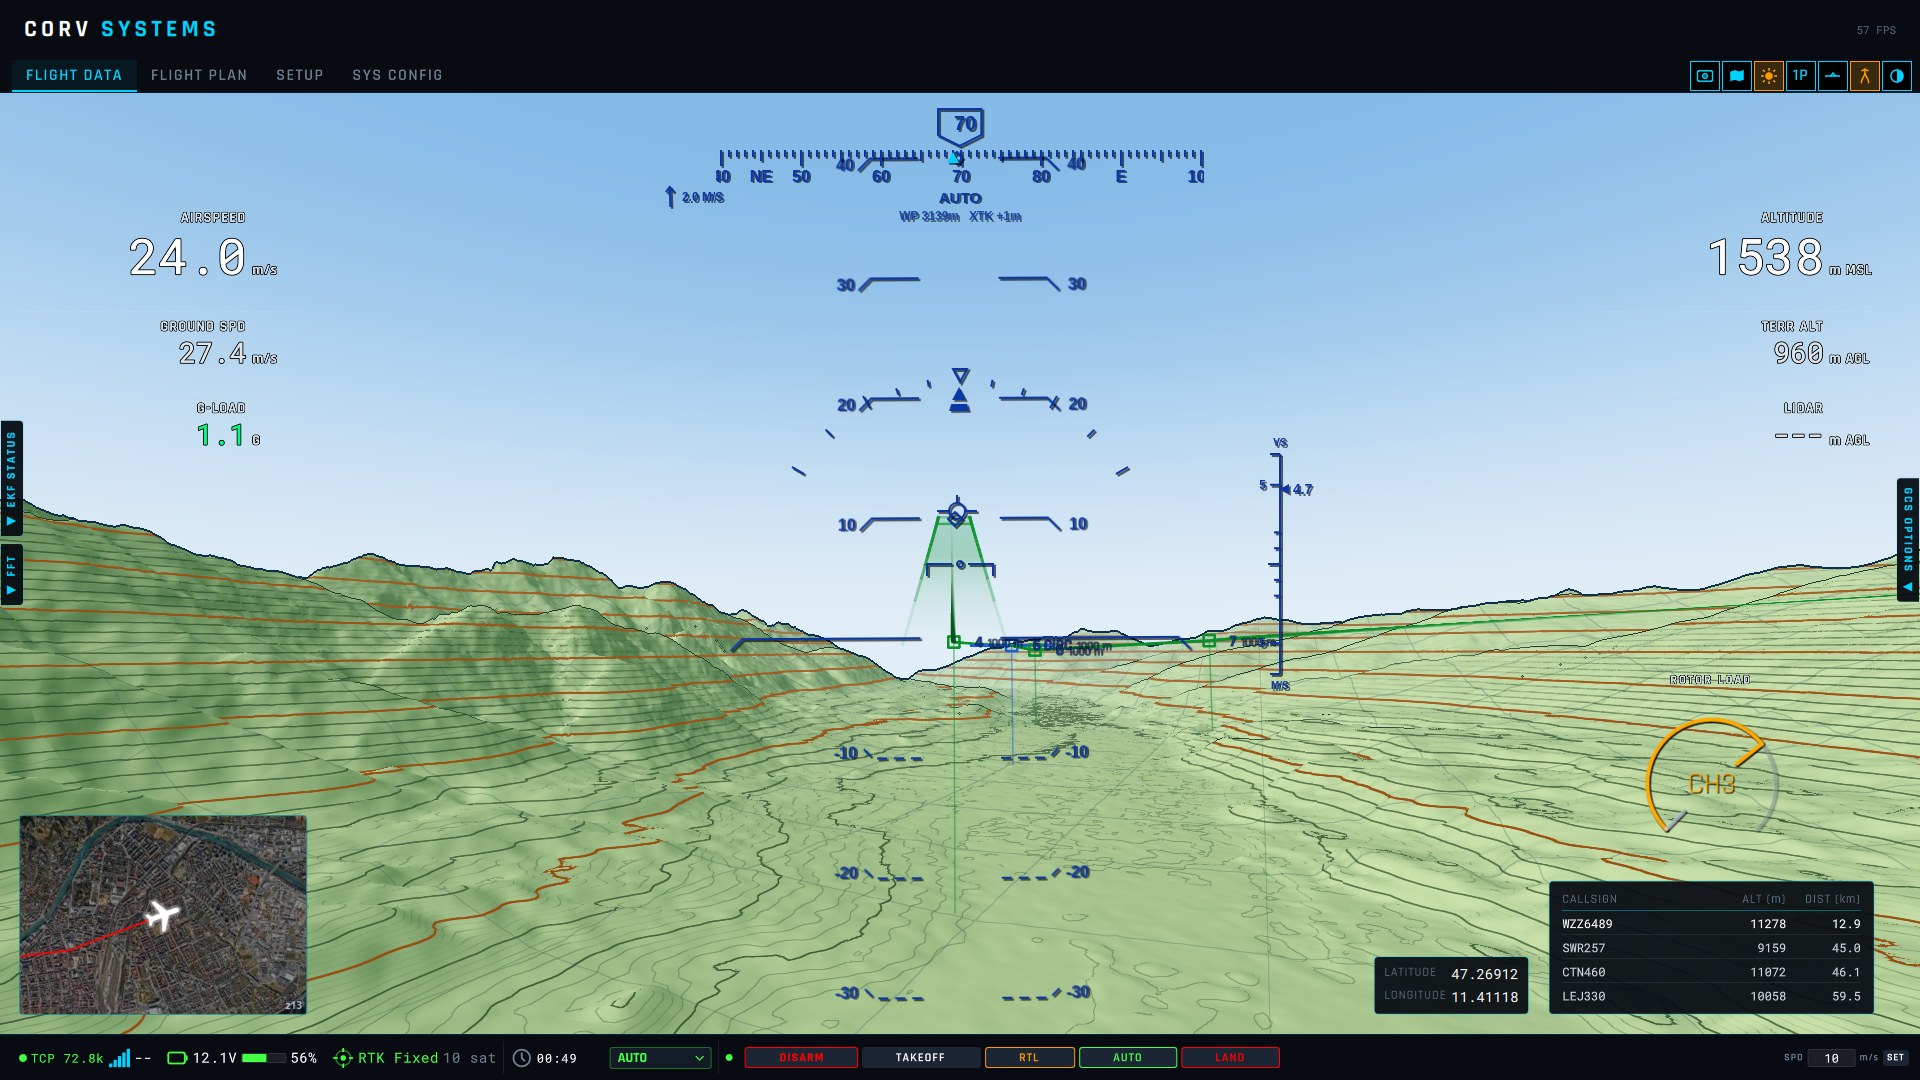 CORV SYSTEMS
57 FPS
FLIGHT DATA FLIGHT PLAN SETUP SYS CONFIG
1P
70
40 40
NE 50 60 70 80 E
2.0 M/S
AUTO
WP 3139m XTK +1m
AIRSPEED
24.0 m/s
GROUND SPD
27.4 m/s
G-LOAD
1.1 G
ALTITUDE
1538 m MSL
TERR ALT
960 m AGL
LIDAR
--- m AGL
30 30
20 20
10 10
0
-10 -10
-20 -20
-30 -30
VS
5 4.7
M/S
EKF STATUS
FFT
GCS OPTIONS
4
7
1000 m
ROTOR LOAD
CH3
z13
LATITUDE 47.26912
LONGITUDE 11.41118
CALLSIGN ALT (m) DIST (km)
WZZ6489 11278 12.9
SWR257 9159 45.0
CTN460 11072 46.1
LEJ330 10058 59.5
TCP 72.8k -- 12.1V 56% RTK Fixed 10 sat 00:49 AUTO DISARM TAKEOFF RTL AUTO LAND SPD 10 m/s SET